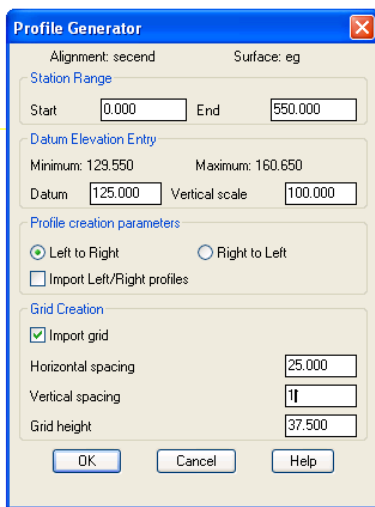 Profile Generator
Alignment: secend Surface: eg
Station Range
Start 0.000 End 550.000
Datum Elevation Entry
Minimum: 129.550 Maximum: 160.650
Datum 125.000 Vertical scale 100.000
Profile creation parameters
Left to Right Right to Left
Import Left/Right profiles
Grid Creation
Import grid
Horizontal spacing 25.000
Vertical spacing 1
Grid height 37.500
OK Cancel Help